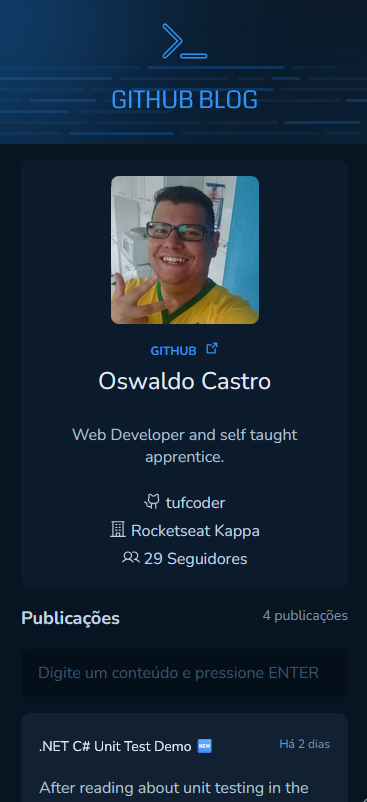 GITHUB BLOG
GITHUB
Oswaldo Castro
Web Developer and self taught
apprentice.
tufcoder
Rocketseat Kappa
29 Seguidores
Publicações
4 publicações
Digite um conteúdo e pressione ENTER
.NET C# Unit Test Demo 🆕
Há 2 dias
After reading about unit testing in the